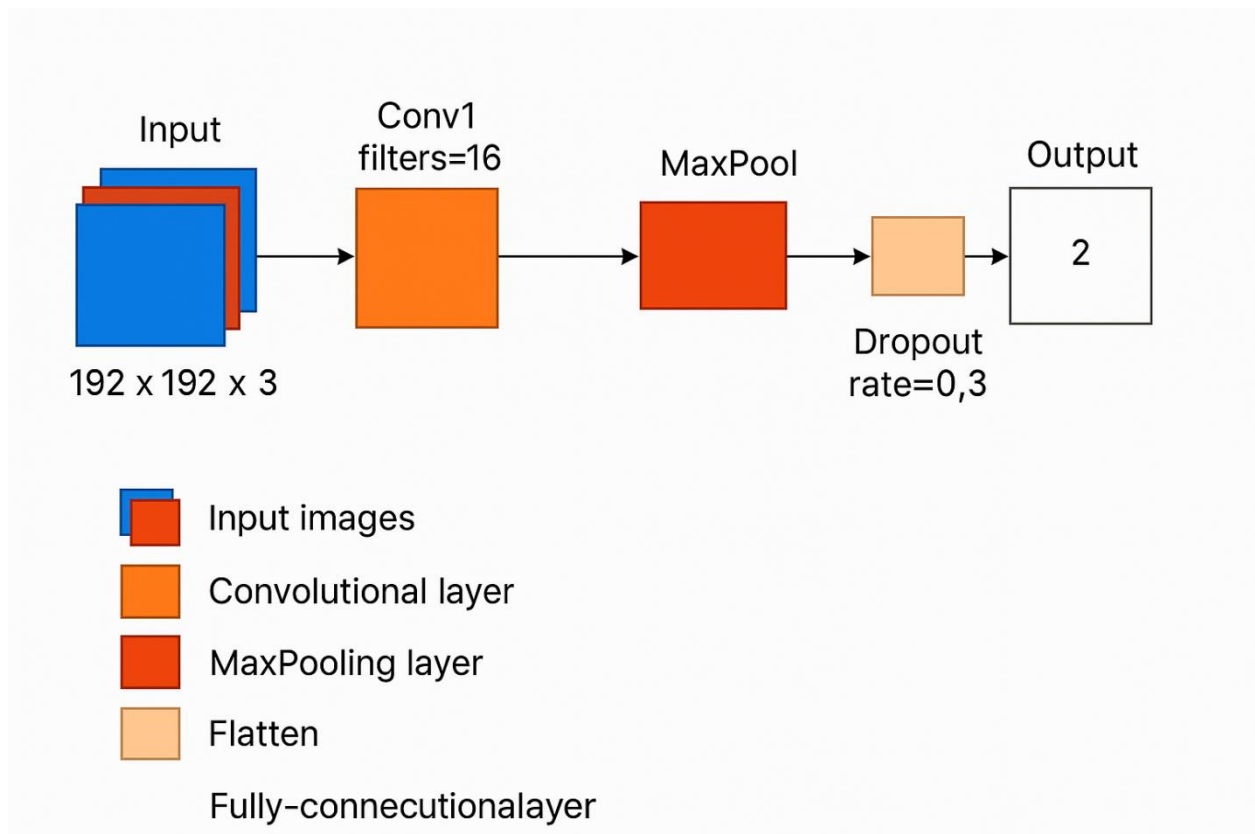 Input
Conv1
filters=16
MaxPool
Output
2
192 x 192 x 3
Dropout
rate=0,3
Input images
Convolutional layer
MaxPooling layer
Flatten
Fully-connecutionalayer